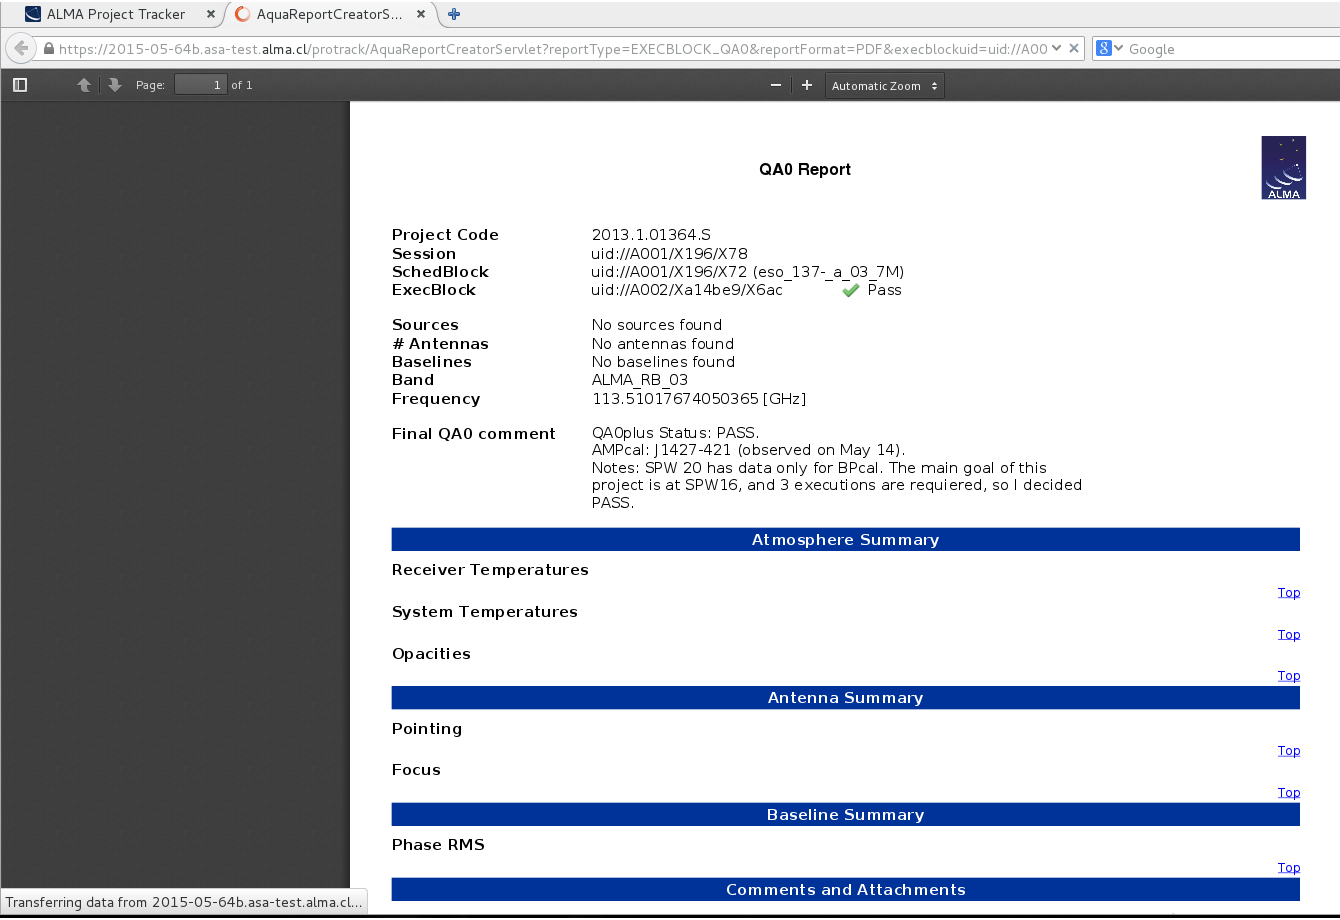 ALMA Project Tracker
AquaReportCreatorS...
https://2015-05-64b.asa-test.alma.cl/protrack/AquaReportCreatorServlet?reportType=EXECBLOCK_QA0&reportFormat=PDF&execblockuid=uid://A00
8 Google
Page: 1 of 1
Automatic Zoom
QA0 Report
ALMA
Project Code 2013.1.01364.S
Session uid://A001/X196/X78
SchedBlock uid://A001/X196/X72 (eso_137-_a_03_7M)
ExecBlock uid://A002/Xa14be9/X6ac Pass
Sources No sources found
# Antennas No antennas found
Baselines No baselines found
Band ALMA_RB_03
Frequency 113.51017674050365 [GHz]
Final QA0 comment QA0plus Status: PASS.
AMPcal: J1427-421 (observed on May 14).
Notes: SPW 20 has data only for BPcal. The main goal of this
project is at SPW16, and 3 executions are requiered, so I decided
PASS.
Atmosphere Summary
Receiver Temperatures
Top
System Temperatures
Top
Opacities
Top
Antenna Summary
Pointing
Top
Focus
Top
Baseline Summary
Phase RMS
Top
Comments and Attachments
Transferring data from 2015-05-64b.asa-test.alma.cl...